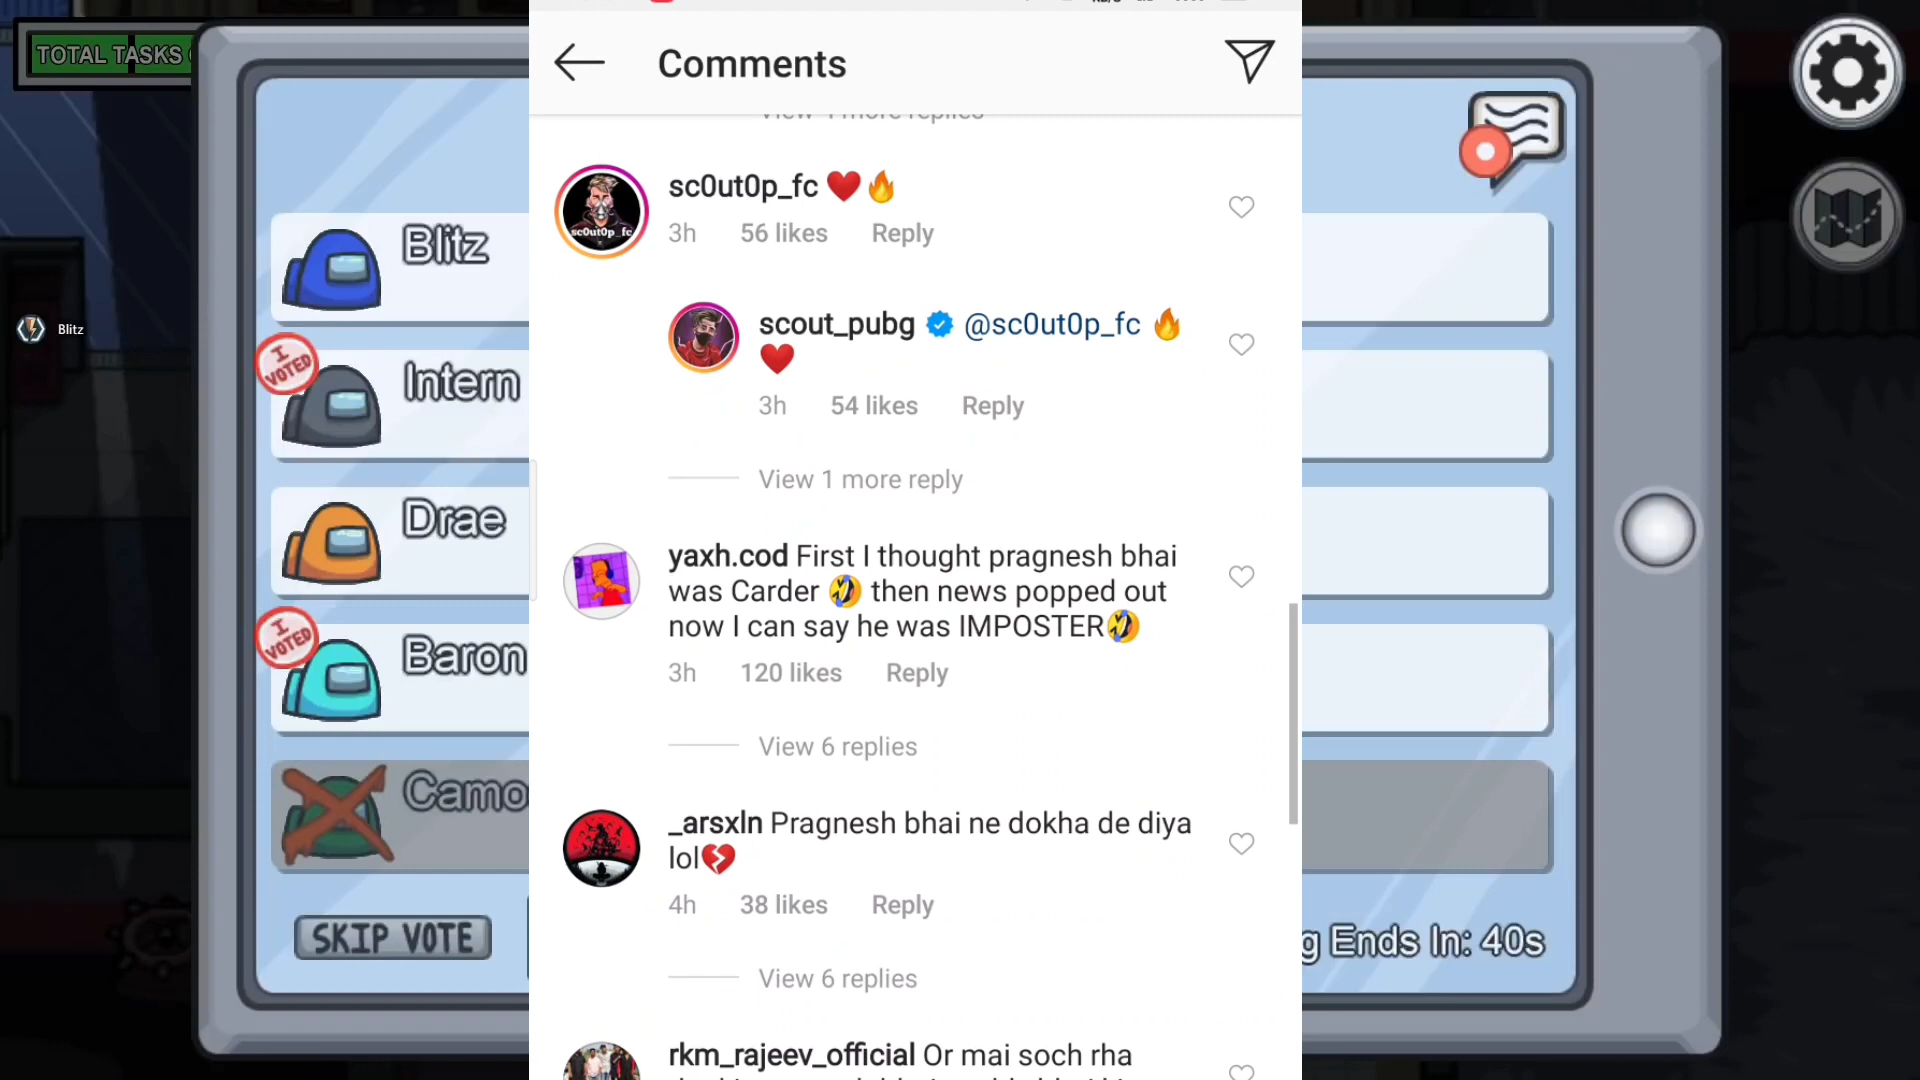 TOTAL TASKS
Comments
sc0ut0p_fc ❤️🔥
sc0ut0p_fc
3h 56 likes Reply
scout_pubg @sc0ut0p_fc 🔥
❤️
3h 54 likes Reply
View 1 more reply
yaxh.cod First I thought pragnesh bhai
was Carder 🤣 then news popped out
now I can say he was IMPOSTER🤣
3h 120 likes Reply
View 6 replies
_arsxln Pragnesh bhai ne dokha de diya
lol💔
4h 38 likes Reply
View 6 replies
rkm_rajeev_official Or mai soch rha
Blitz
Blitz
I VOTED
Intern
Drae
I VOTED
Baron
Camo
SKIP VOTE
g Ends In: 40s